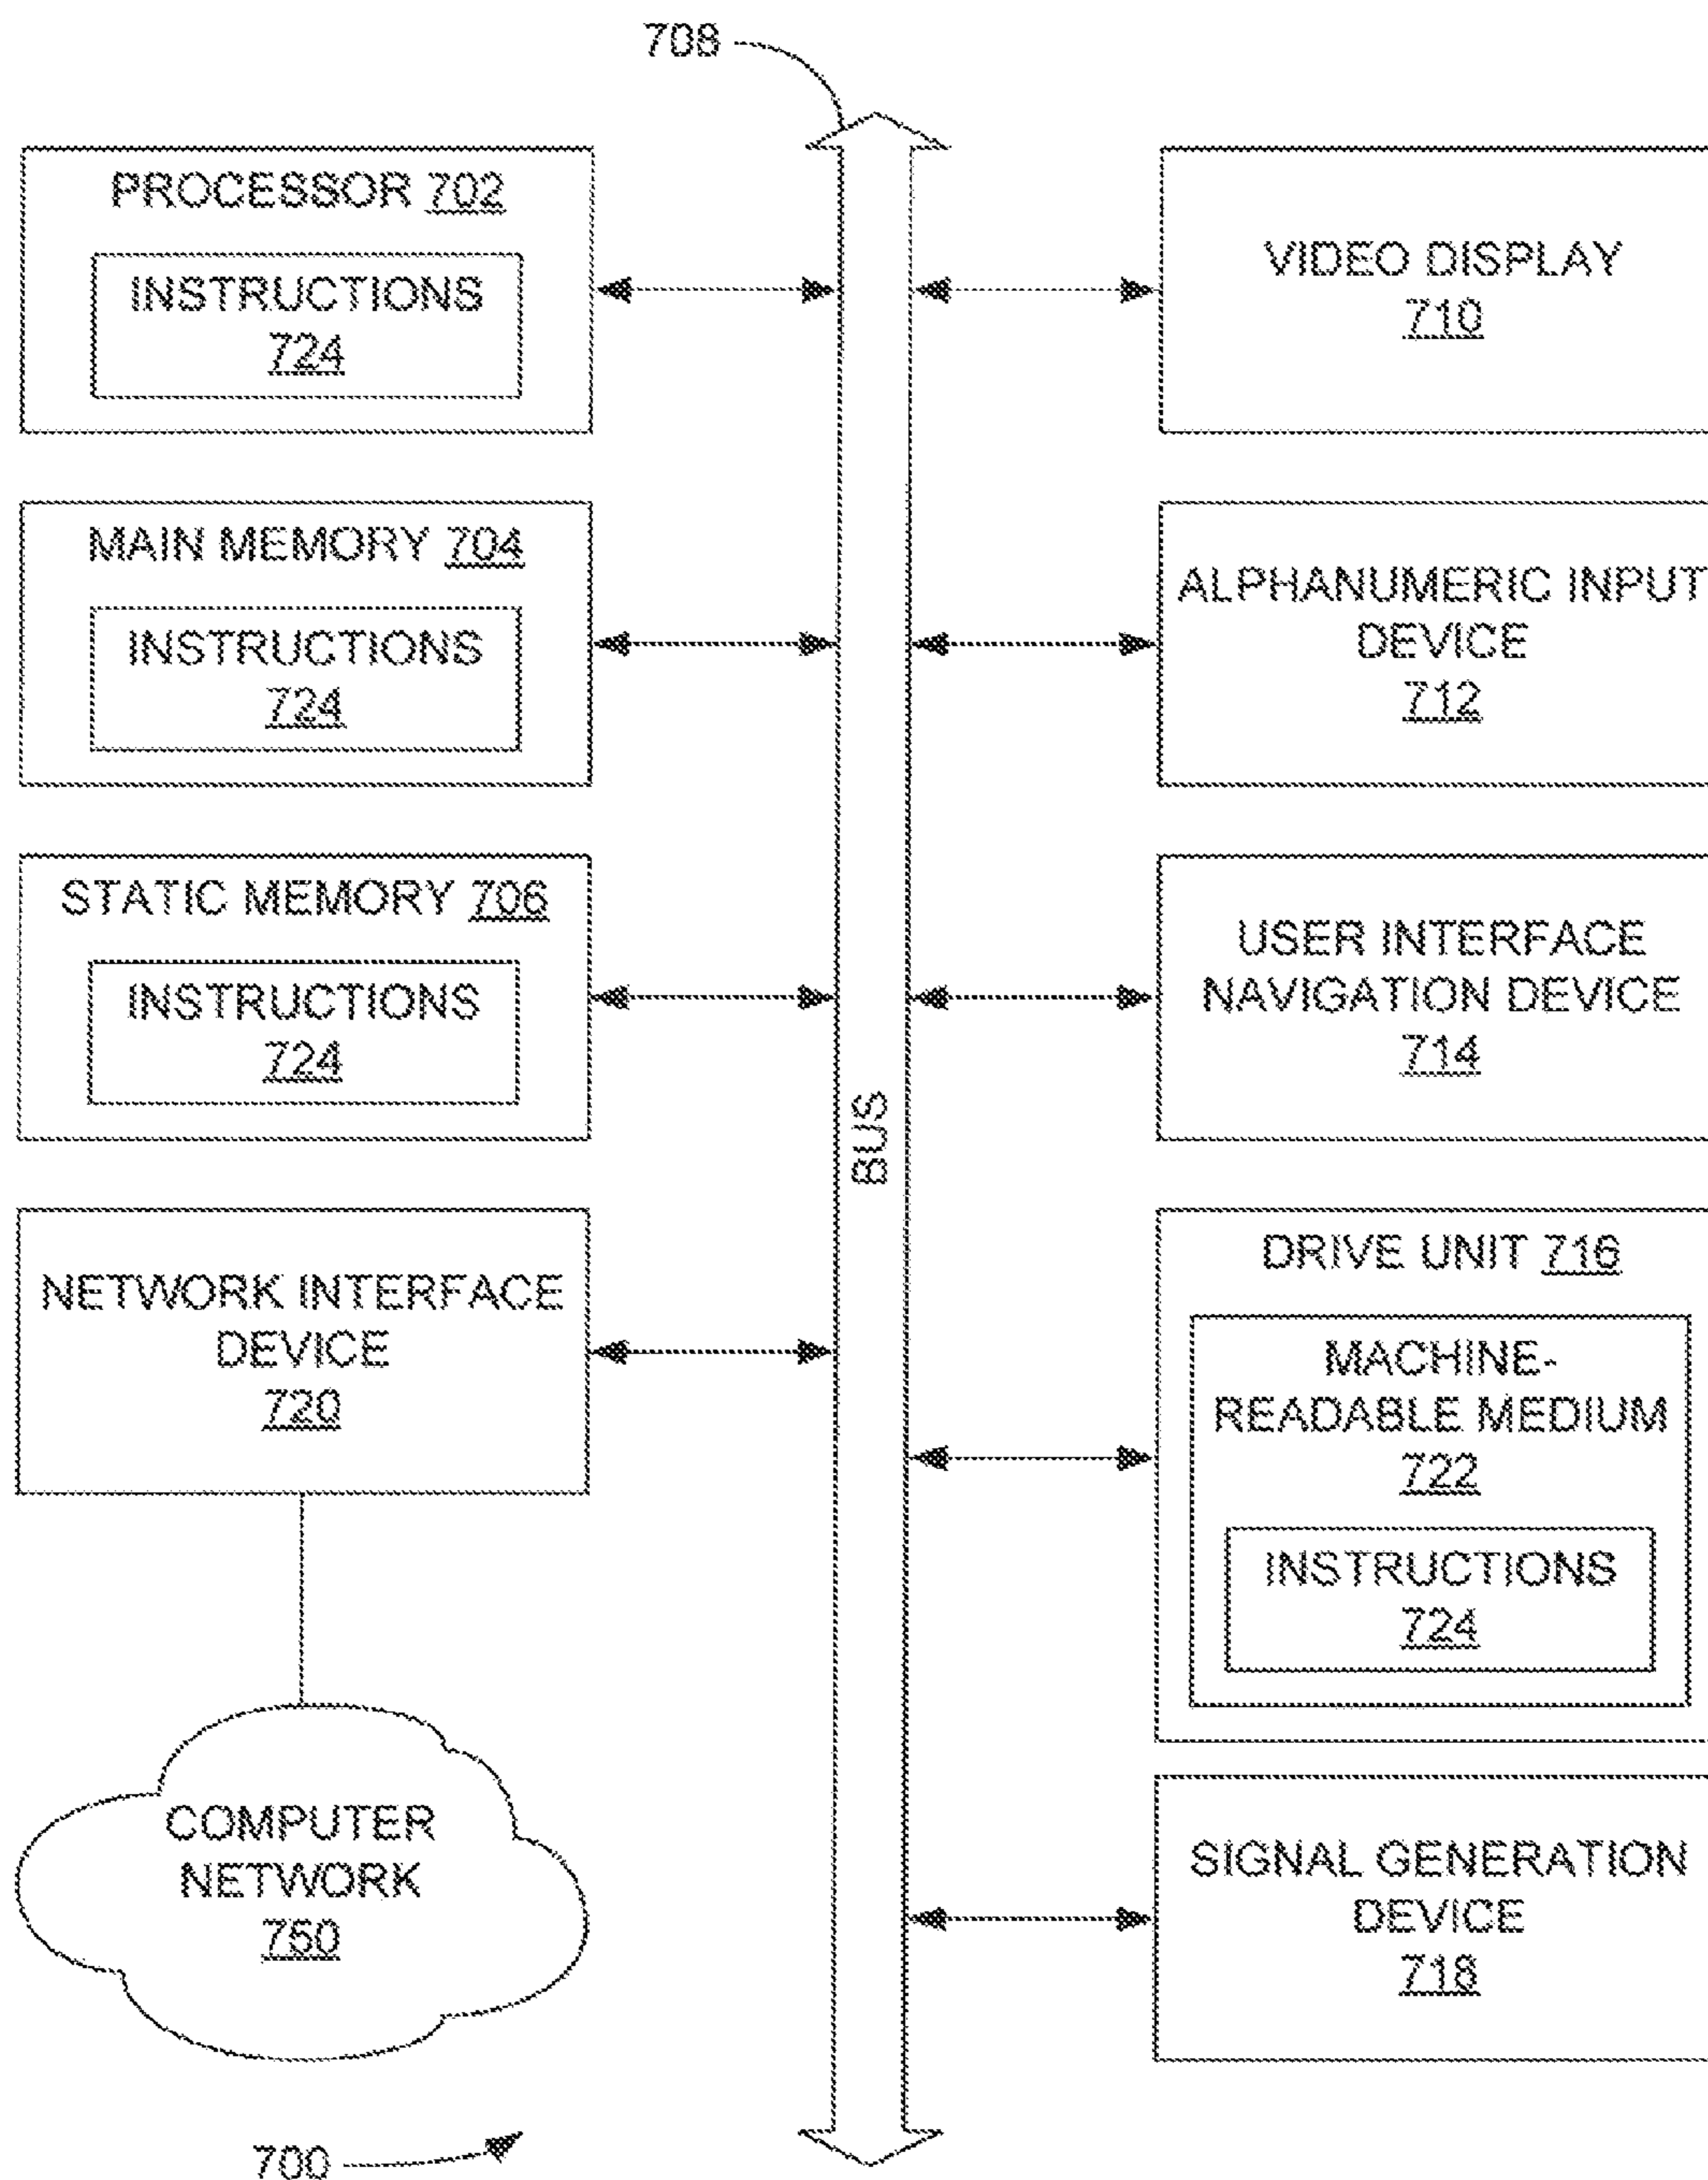 708
PROCESSOR 702
INSTRUCTIONS
724
MAIN MEMORY 704
INSTRUCTIONS
724
STATIC MEMORY 706
INSTRUCTIONS
724
NETWORK INTERFACE
DEVICE
720
COMPUTER
NETWORK
750
700
BUS
VIDEO DISPLAY
710
ALPHANUMERIC INPUT
DEVICE
712
USER INTERFACE
NAVIGATION DEVICE
714
DRIVE UNIT 716
MACHINE-
READABLE MEDIUM
722
INSTRUCTIONS
724
SIGNAL GENERATION
DEVICE
718